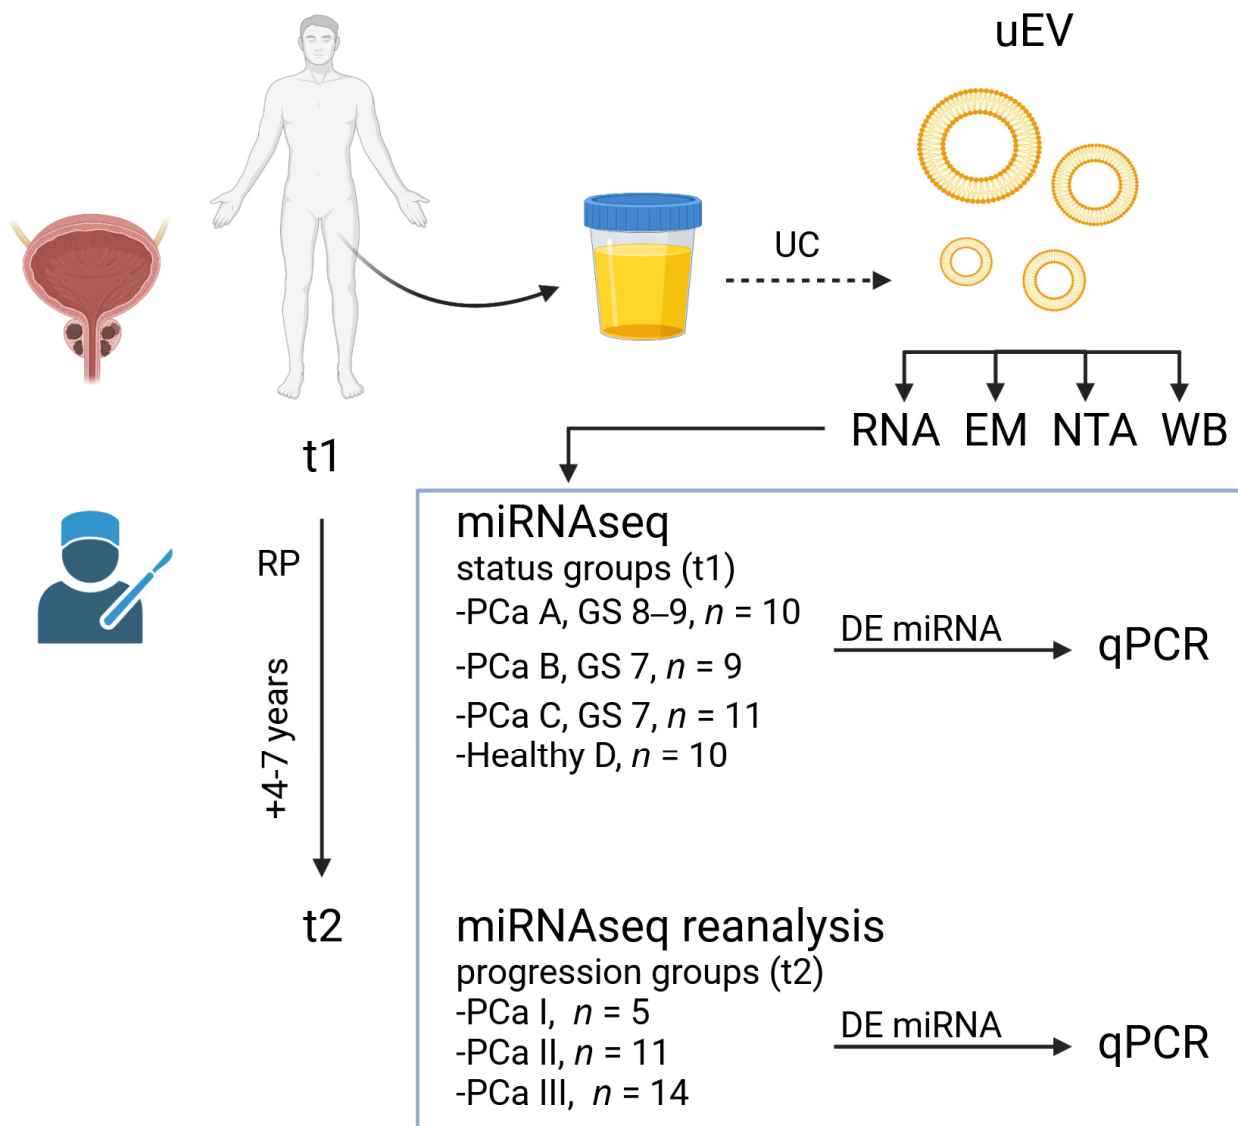 uEV
UC
RNA EM NTA WB
t1
RP
+4-7 years
t2
miRNAseq
status groups (t1)
-PCa A, GS 8–9, n = 10
-PCa B, GS 7, n = 9
-PCa C, GS 7, n = 11
-Healthy D, n = 10
DE miRNA
qPCR
miRNAseq reanalysis
progression groups (t2)
-PCa I, n = 5
-PCa II, n = 11
-PCa III, n = 14
DE miRNA
qPCR